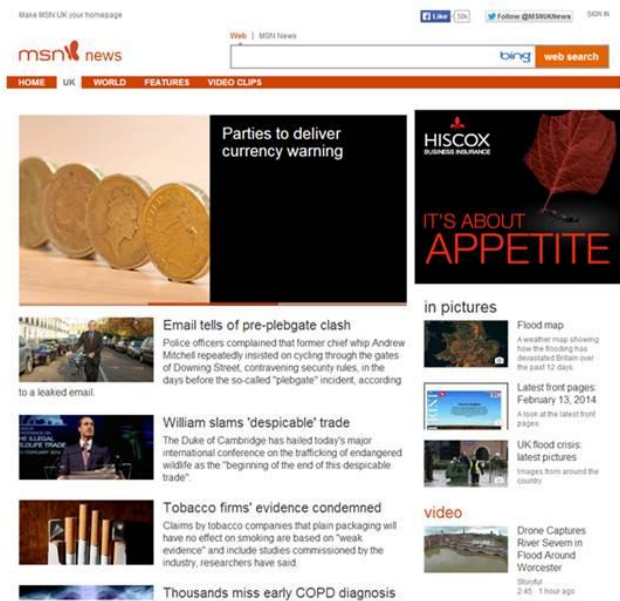 Make MSN UK your homepage
Like 30k
Follow @MSNUKNews
SIGN IN
Web | MSN News
msn news
bing
web search
HOME UK WORLD FEATURES VIDEO CLIPS
Parties to deliver
currency warning
HISCOX
BUSINESS INSURANCE
IT'S ABOUT
APPETITE
Email tells of pre-plebgate clash
Police officers complained that former chief whip Andrew
Mitchell repeatedly insisted on cycling through the gates
of Downing Street, contravening security rules, in the
days before the so-called "plebgate" incident, according
to a leaked email.
William slams 'despicable' trade
The Duke of Cambridge has hailed today's major
international conference on the trafficking of endangered
wildlife as the "beginning of the end of this despicable
trade".
Tobacco firms' evidence condemned
Claims by tobacco companies that plain packaging will
have no effect on smoking are based on "weak
evidence" and include studies commissioned by the
industry, researchers have said.
Thousands miss early COPD diagnosis
in pictures
Flood map
A weather map showing
how the flooding has
devastated Britain over
the past 12 days.
Latest front pages:
February 13, 2014
A look at the latest front
pages
UK flood crisis:
latest pictures
Images from around the
country
video
Drone Captures
River Severn in
Flood Around
Worcester
Storyful
2:45 1 hour ago